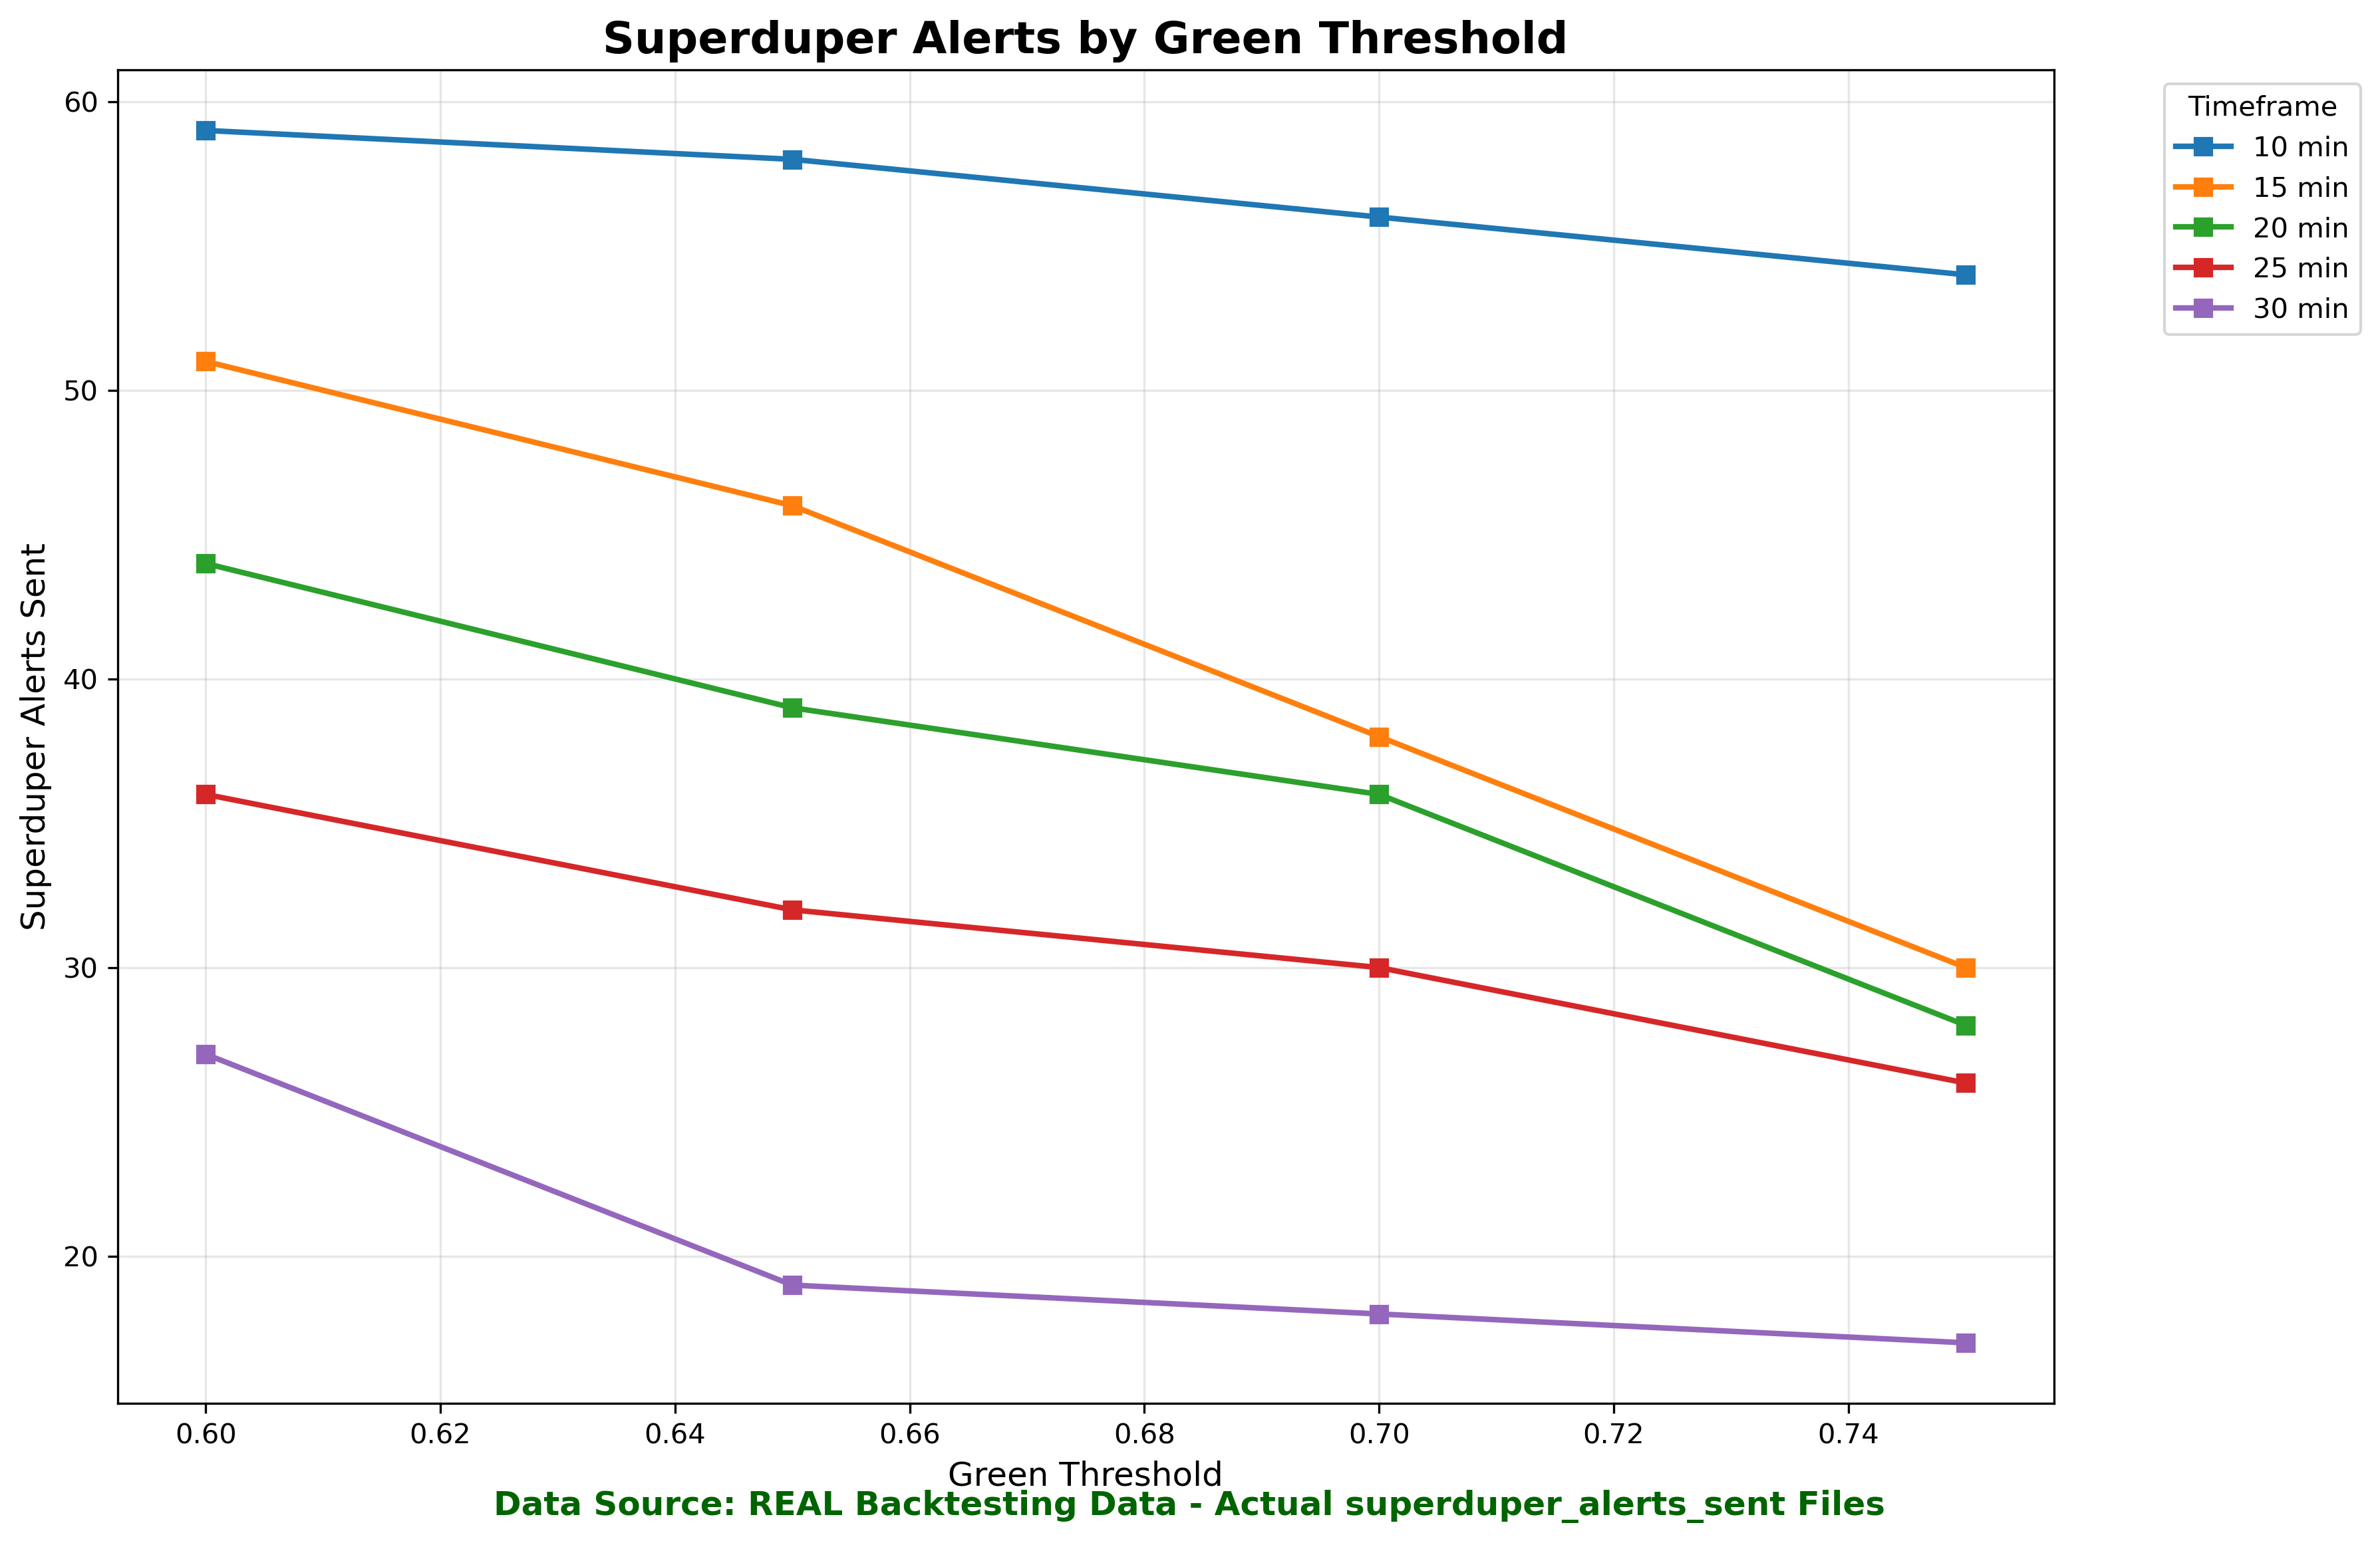 Superduper Alerts by Green Threshold
Superduper Alerts Sent
60
50
40
30
20
0.60 0.62 0.64 0.66 0.68 0.70 0.72 0.74
Green Threshold
Data Source: REAL Backtesting Data - Actual superduper_alerts_sent Files
Timeframe
10 min
15 min
20 min
25 min
30 min